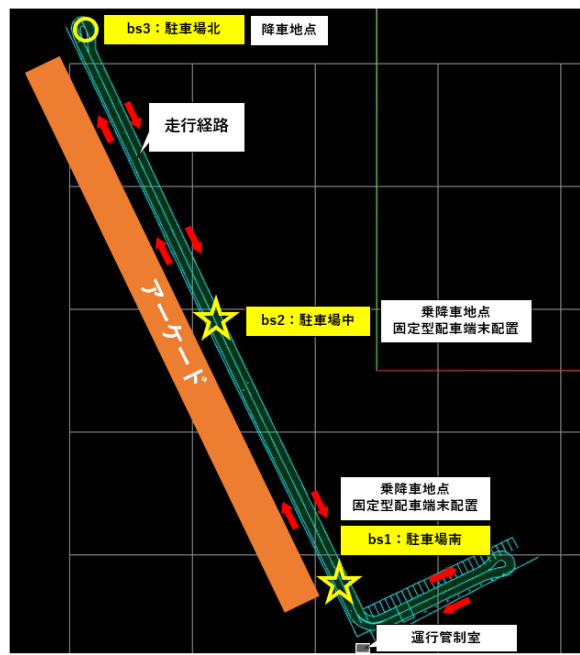 bs3：駐車場北
降車地点
走行経路
アーケード
bs2：駐車場中
乗降車地点
固定型配車端末配置
乗降車地点
固定型配車端末配置
bs1：駐車場南
運行管制室